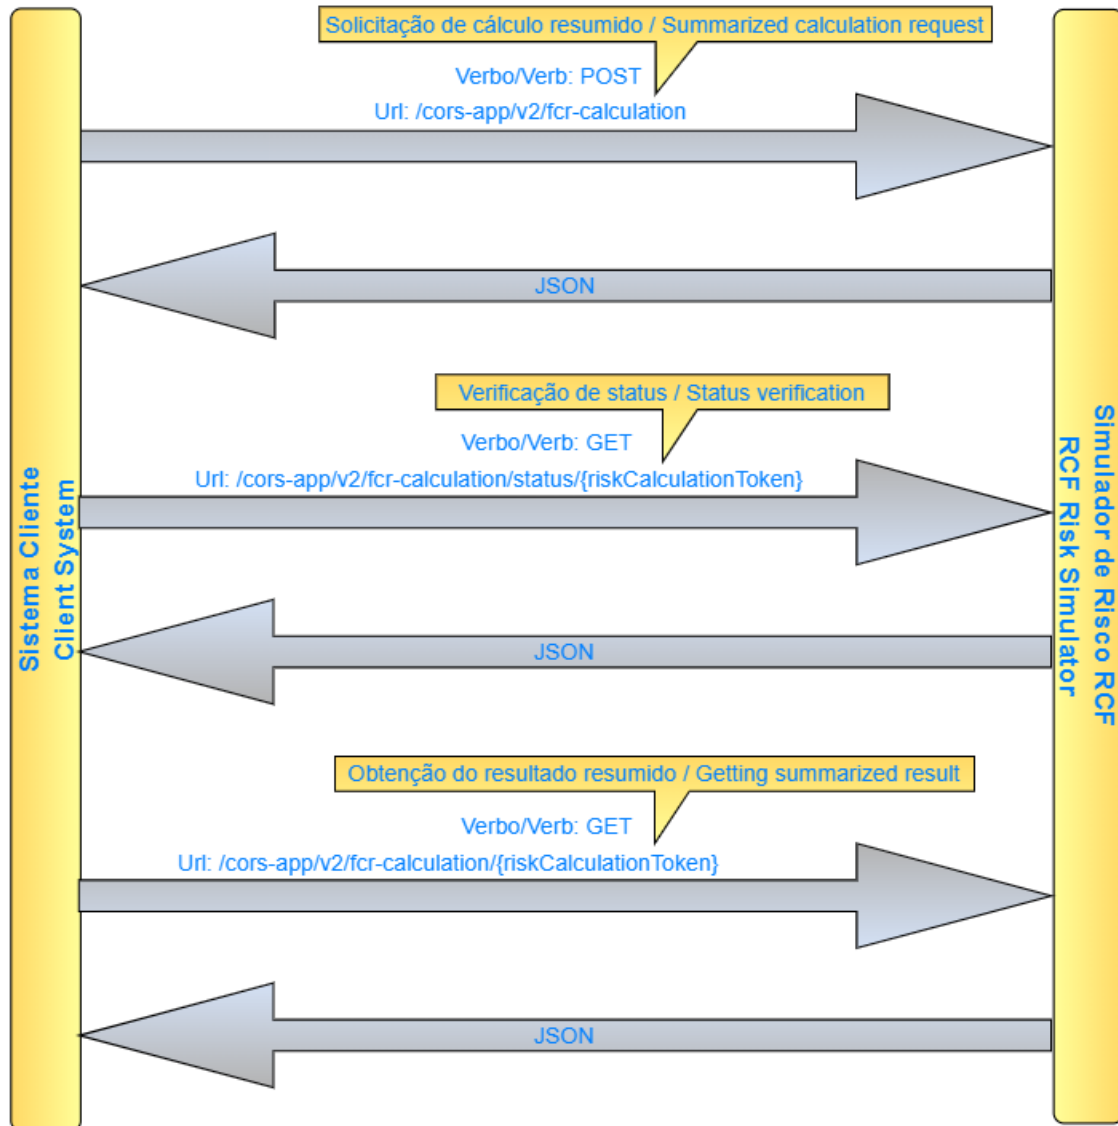 Solicitação de cálculo resumido / Summarized calculation request
Verbo/Verb: POST
Url: /cors-app/v2/fcr-calculation
JSON
Verificação de status / Status verification
Verbo/Verb: GET
Url: /cors-app/v2/fcr-calculation/status/{riskCalculationToken}
JSON
Obtenção do resultado resumido / Getting summarized result
Verbo/Verb: GET
Url: /cors-app/v2/fcr-calculation/{riskCalculationToken}
JSON
Sistema Cliente
Client System
Simulador de Risco RCF
RCF Risk Simulator